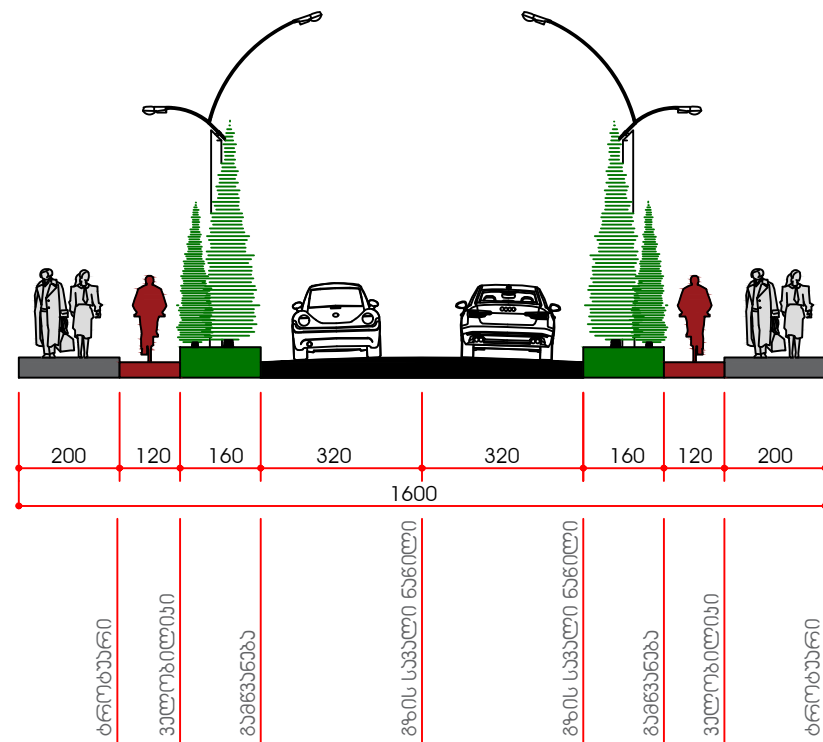 200 120 160 320 320 160 120 200
1600
ტროტუარი
ველობილიკი
გამწვანება
გზის სავალი ნაწილი
გზის სავალი ნაწილი
გამწვანება
ველობილიკი
ტროტუარი